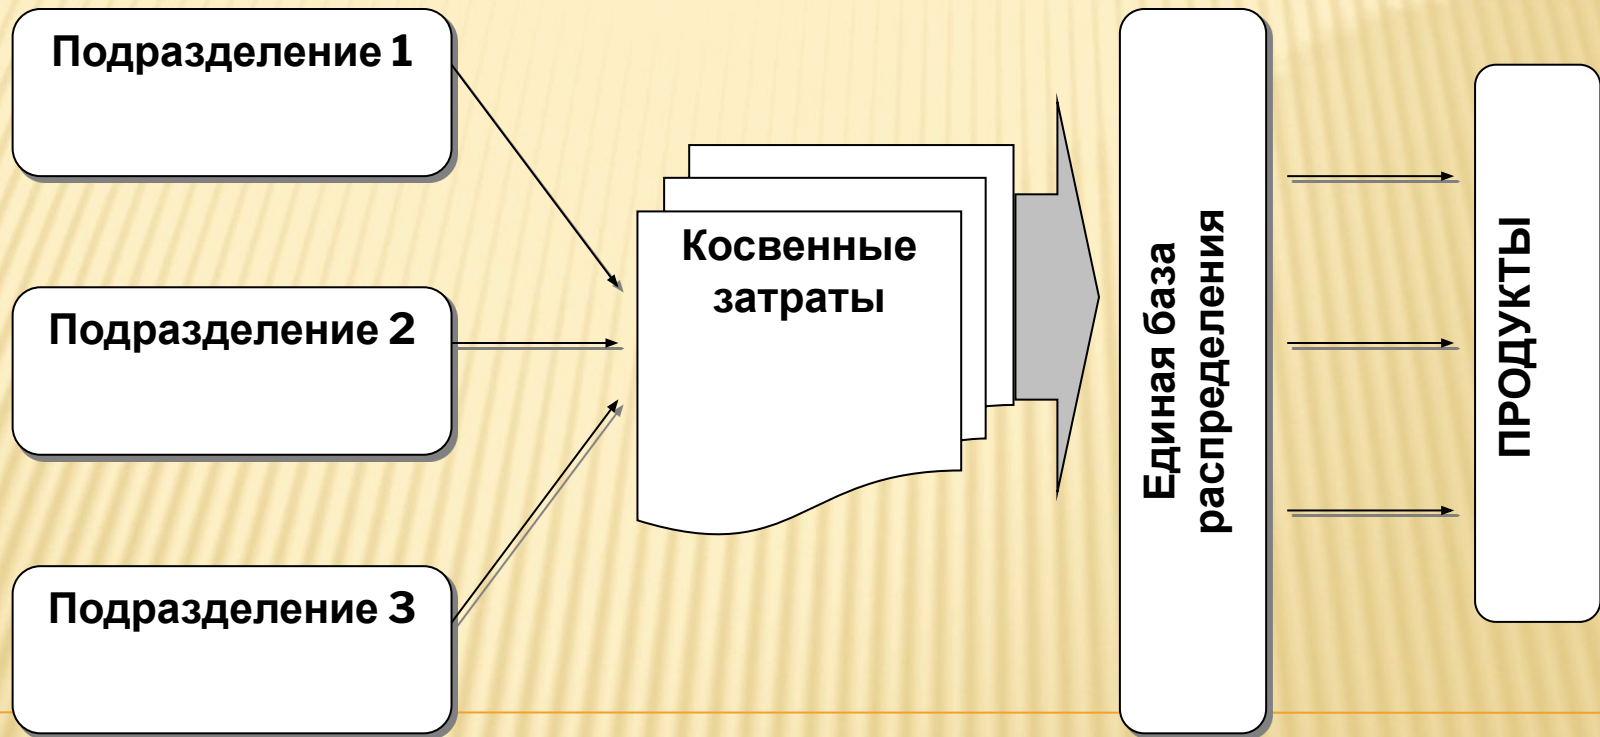 Подразделение 1
Подразделение 2
Подразделение 3
Косвенные
затраты
Единая база
распределения
ПРОДУКТЫ